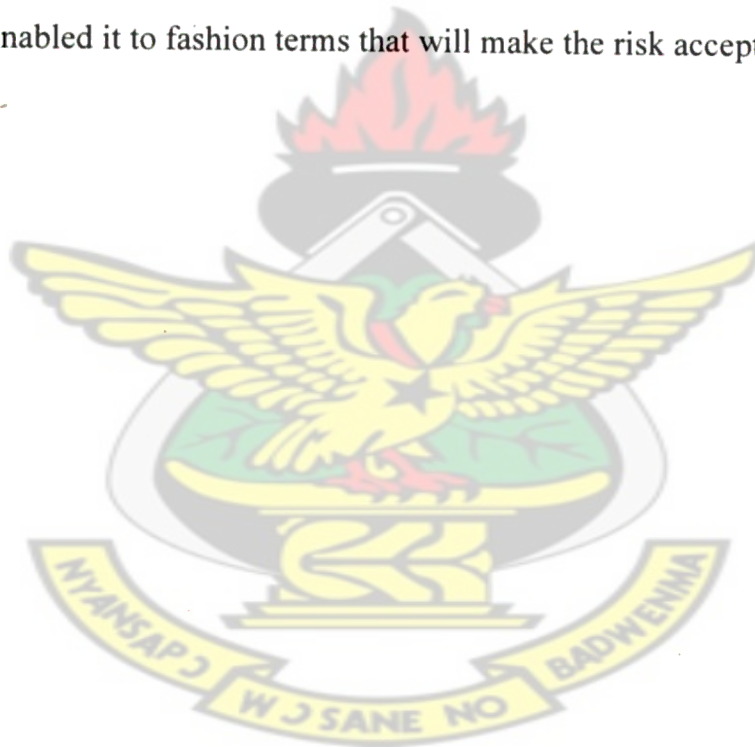 nabled it to fashion terms that will make the risk accept
NYANSAPƆ
WƆSANE NO
BADWENMA